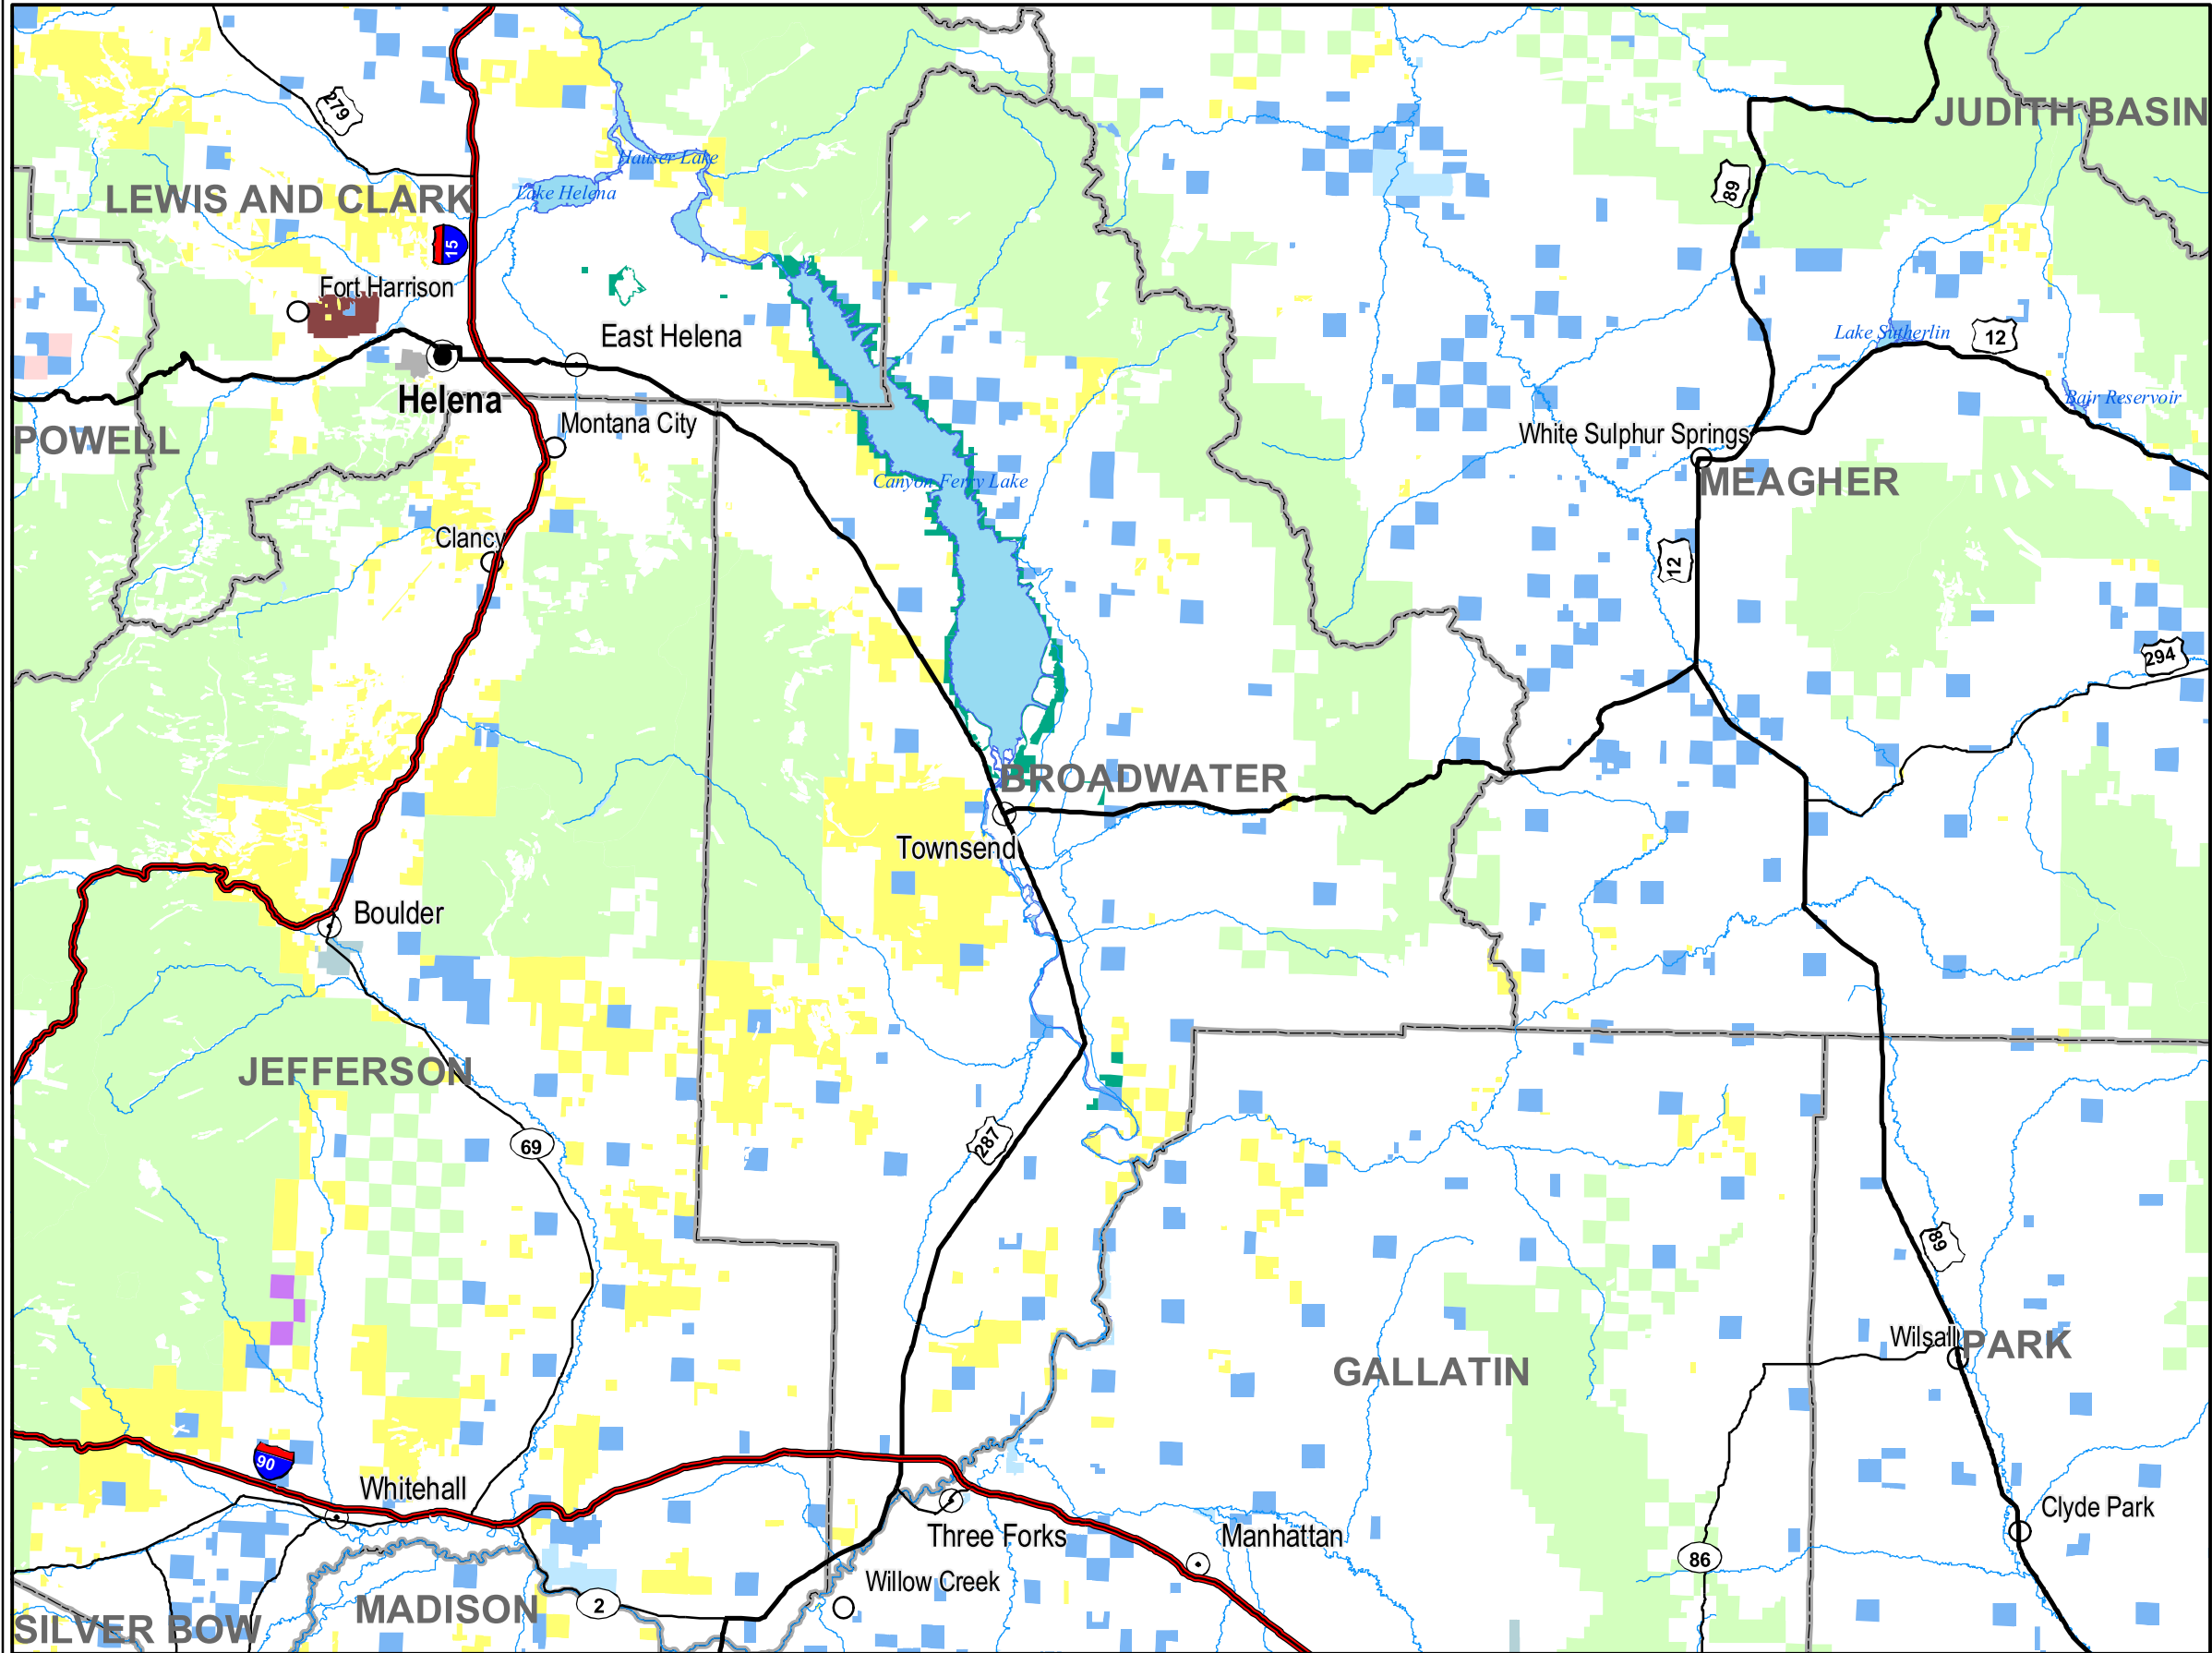 279
JUDITH BASIN
Hauser Lake
89
Lake Helena
LEWIS AND CLARK
15
Fort Harrison
East Helena
Lake Sutherlin
12
Helena
Bair Reservoir
Montana City
White Sulphur Springs
POWELL
MEAGHER
Canyon Ferry Lake
Clancy
12
294
BROADWATER
Townsend
Boulder
JEFFERSON
69
287
89
Wilsall
PARK
GALLATIN
90
Whitehall
Clyde Park
Three Forks
Manhattan
86
Willow Creek
2
MADISON
SILVER BOW